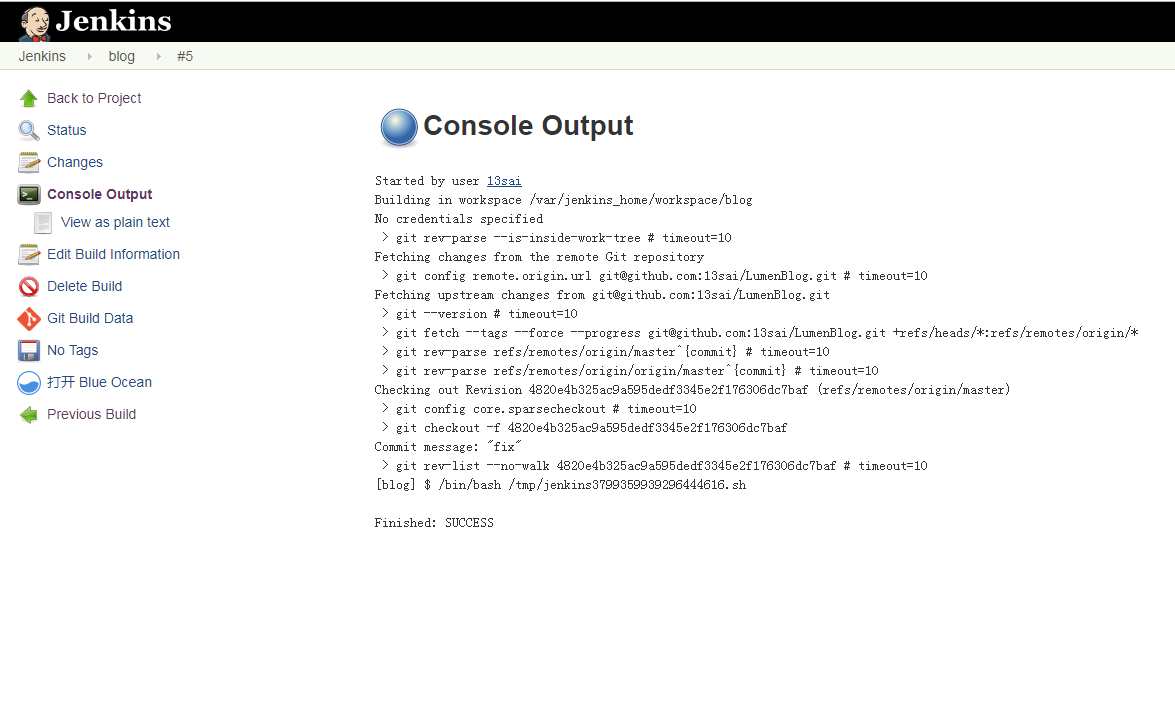 Jenkins
Jenkins blog #5
Back to Project
Status
Changes
Console Output
View as plain text
Edit Build Information
Delete Build
Git Build Data
No Tags
打开 Blue Ocean
Previous Build
Console Output
Started by user 13sai
Building in workspace /var/jenkins_home/workspace/blog
No credentials specified
> git rev-parse --is-inside-work-tree # timeout=10
Fetching changes from the remote Git repository
> git config remote.origin.url git@github.com:13sai/LumenBlog.git # timeout=10
Fetching upstream changes from git@github.com:13sai/LumenBlog.git
> git --version # timeout=10
> git fetch --tags --force --progress git@github.com:13sai/LumenBlog.git +refs/heads/*:refs/remotes/origin/*
> git rev-parse refs/remotes/origin/master^{commit} # timeout=10
> git rev-parse refs/remotes/origin/origin/master^{commit} # timeout=10
Checking out Revision 4820e4b325ac9a595dedf3345e2f176306dc7baf (refs/remotes/origin/master)
> git config core.sparsecheckout # timeout=10
> git checkout -f 4820e4b325ac9a595dedf3345e2f176306dc7baf
Commit message: "fix"
> git rev-list --no-walk 4820e4b325ac9a595dedf3345e2f176306dc7baf # timeout=10
[blog] $ /bin/bash /tmp/jenkins3799359939296444616.sh
Finished: SUCCESS